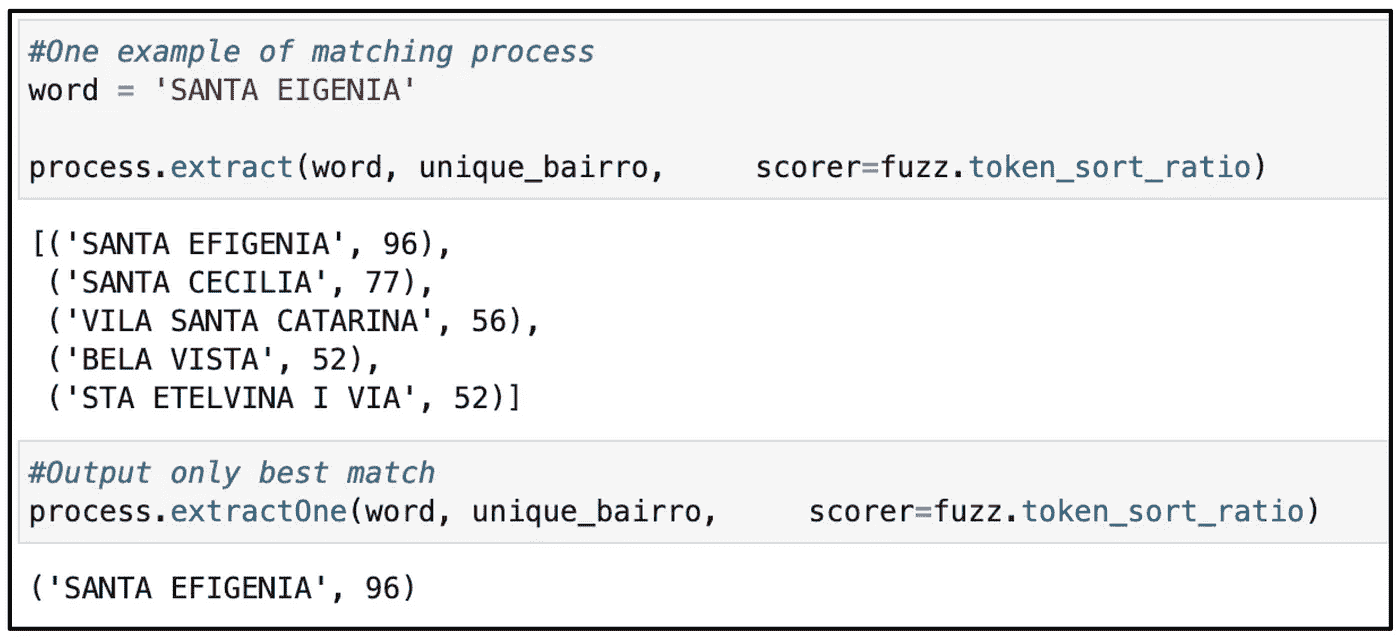 #One example of matching process
word = 'SANTA EIGENIA'
process.extract(word, unique_bairro,     scorer=fuzz.token_sort_ratio)
[('SANTA EFIGENIA', 96),
 ('SANTA CECILIA', 77),
 ('VILA SANTA CATARINA', 56),
 ('BELA VISTA', 52),
 ('STA ETELVINA I VIA', 52)]
#Output only best match
process.extractOne(word, unique_bairro,     scorer=fuzz.token_sort_ratio)
('SANTA EFIGENIA', 96)